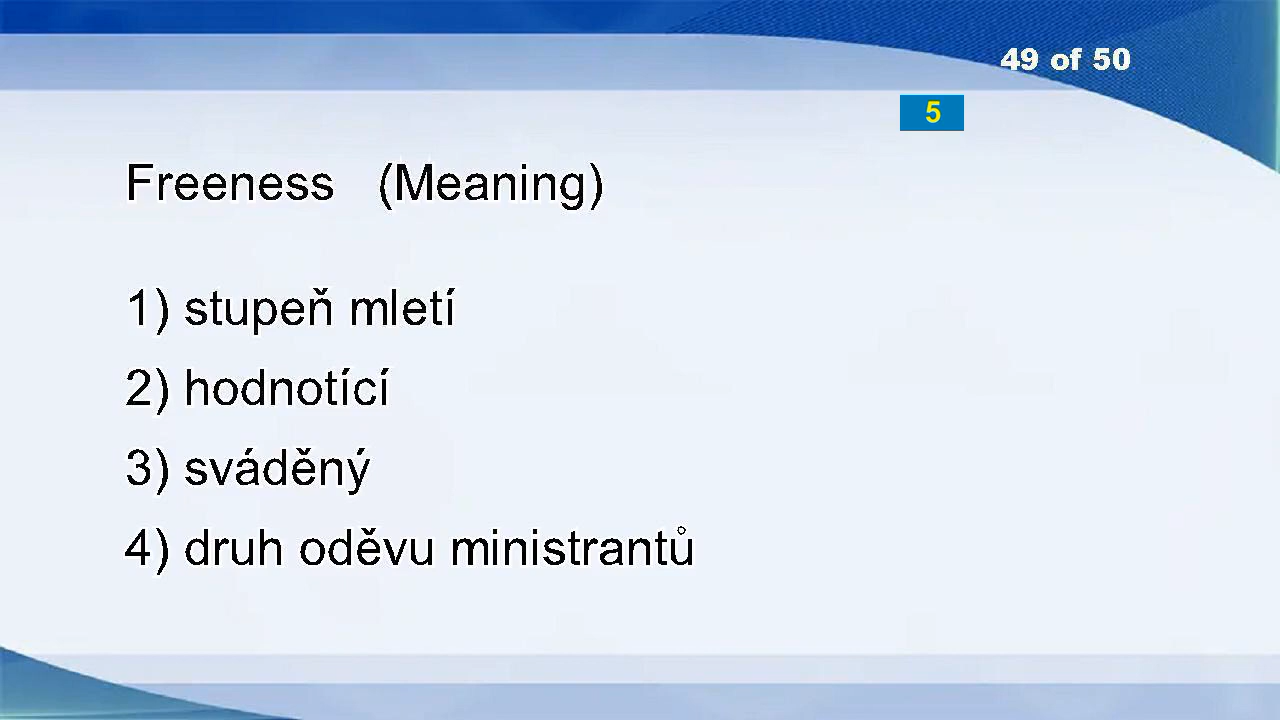 49 of 50
5
Freeness (Meaning)
1) stupeň mletí
2) hodnotící
3) sváděný
4) druh oděvu ministrantů